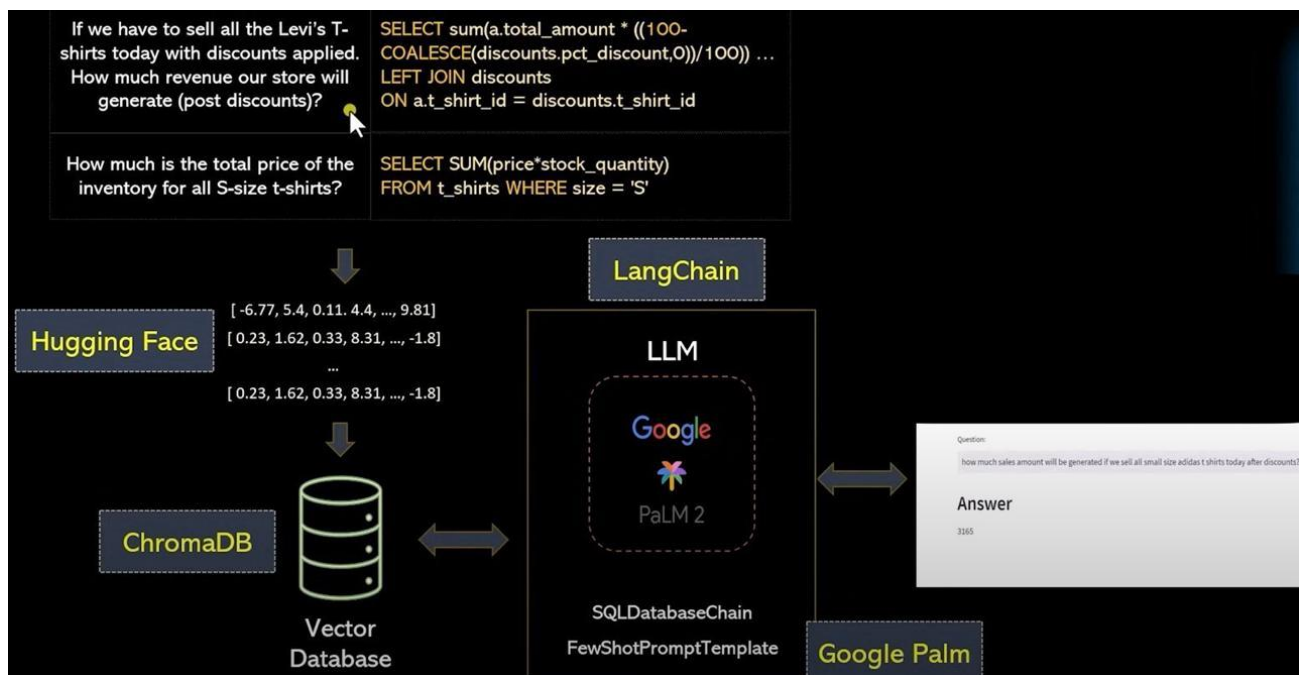 If we have to sell all the Levi's T-
shirts today with discounts applied.
How much revenue our store will
generate (post discounts)?
SELECT sum(a.total_amount * ((100-
COALESCE(discounts.pct_discount,0))/100)) ...
LEFT JOIN discounts
ON a.t_shirt_id = discounts.t_shirt_id
How much is the total price of the
inventory for all S-size t-shirts?
SELECT SUM(price*stock_quantity)
FROM t_shirts WHERE size = 'S'
LangChain
Hugging Face
[ -6.77, 5.4, 0.11. 4.4, ..., 9.81]
[ 0.23, 1.62, 0.33, 8.31, ..., -1.8]
...
[ 0.23, 1.62, 0.33, 8.31, ..., -1.8]
LLM
Google
PaLM 2
Question:
how much sales amount will be generated if we sell all small size adidas t shirts today after discounts?
Answer
3165
ChromaDB
Vector
Database
SQLDatabaseChain
FewShotPromptTemplate
Google Palm